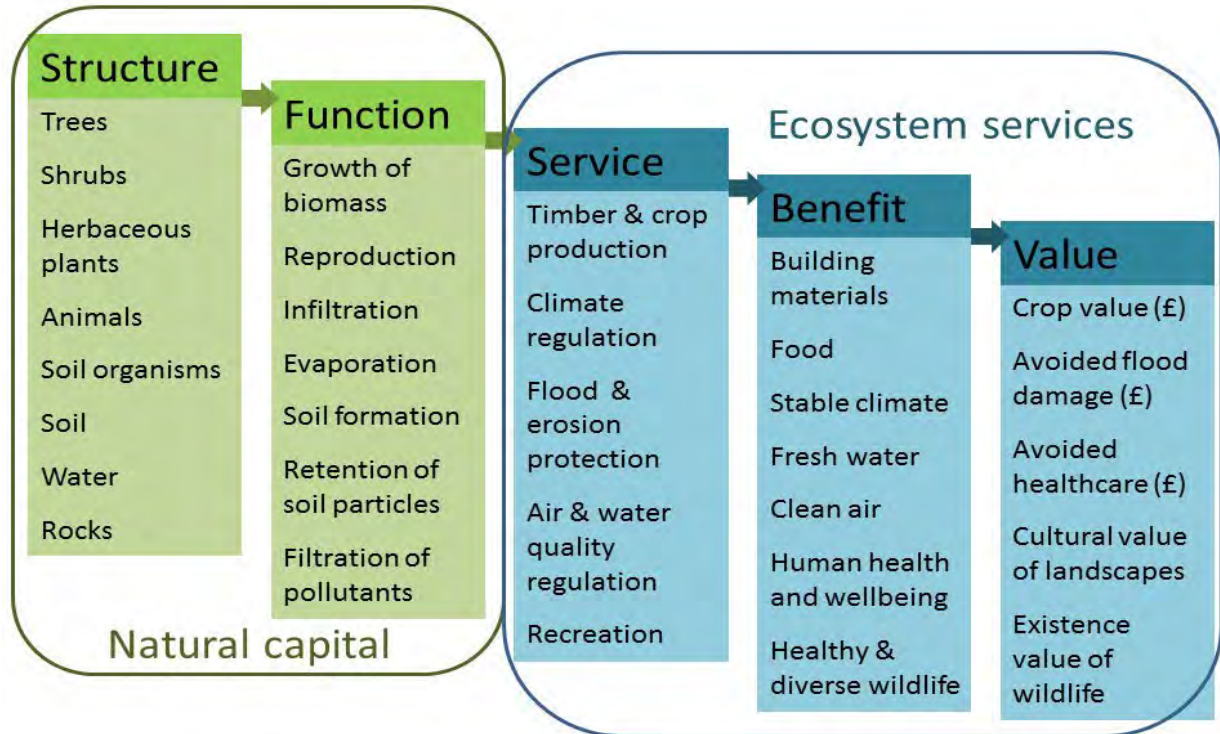 Structure
Trees
Shrubs
Herbaceous
plants
Animals
Soil organisms
Soil
Water
Rocks
Function
Growth of
biomass
Reproduction
Infiltration
Evaporation
Soil formation
Retention of
soil particles
Filtration of
pollutants
Natural capital
Ecosystem services
Service
Timber & crop
production
Climate
regulation
Flood &
erosion
protection
Air & water
quality
regulation
Recreation
Benefit
Building
materials
Food
Stable climate
Fresh water
Clean air
Human health
and wellbeing
Healthy &
diverse wildlife
Value
Crop value (£)
Avoided flood
damage (£)
Avoided
healthcare (£)
Cultural value
of landscapes
Existence
value of
wildlife